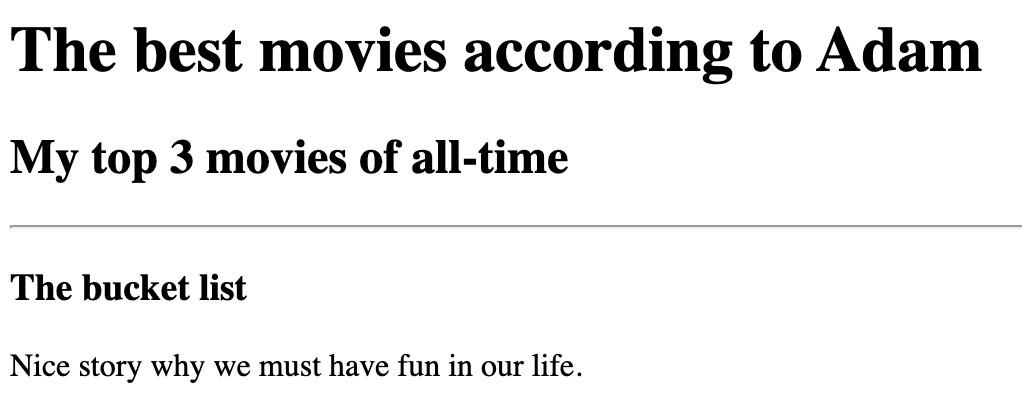 The best movies according to Adam
My top 3 movies of all-time
The bucket list
Nice story why we must have fun in our life.